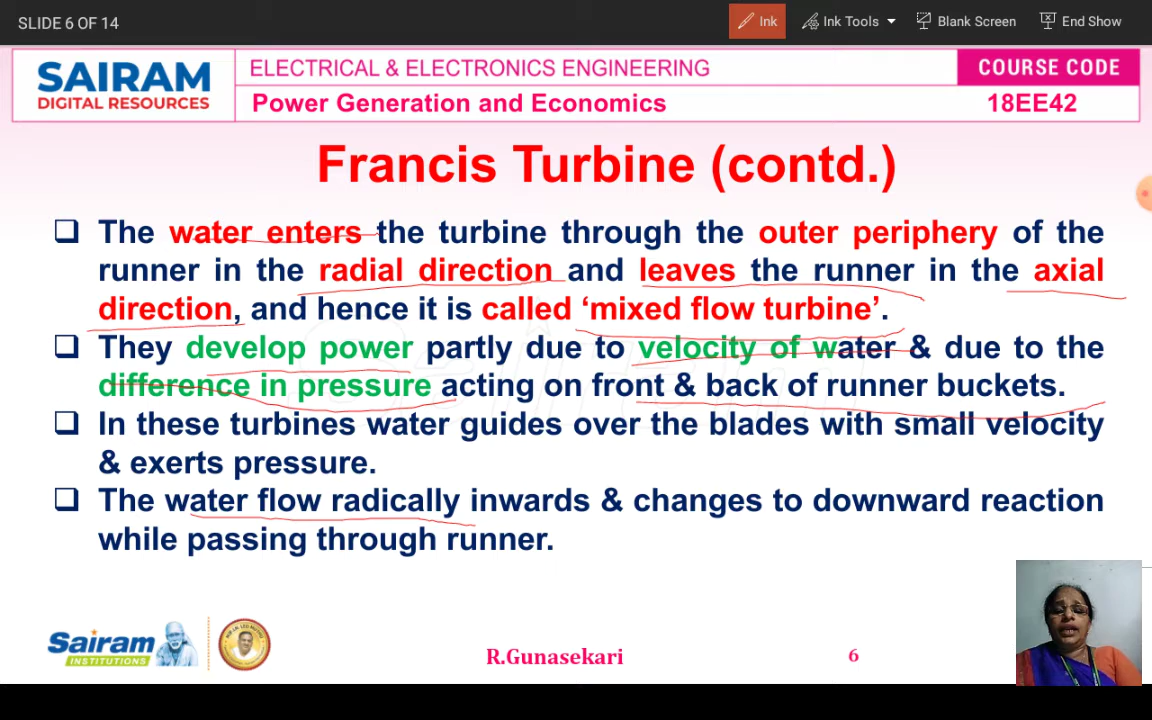 SLIDE 6 OF 14
Ink
Ink Tools
Blank Screen
End Show
SAIRAM
DIGITAL RESOURCES
ELECTRICAL & ELECTRONICS ENGINEERING
Power Generation and Economics
COURSE CODE
18EE42
Francis Turbine (contd.)
The water enters the turbine through the outer periphery of the
runner in the radial direction and leaves the runner in the axial
direction, and hence it is called ‘mixed flow turbine’.
They develop power partly due to velocity of water & due to the
difference in pressure acting on front & back of runner buckets.
In these turbines water guides over the blades with small velocity
& exerts pressure.
The water flow radically inwards & changes to downward reaction
while passing through runner.
Sairam
INSTITUTIONS
R.Gunasekari
6